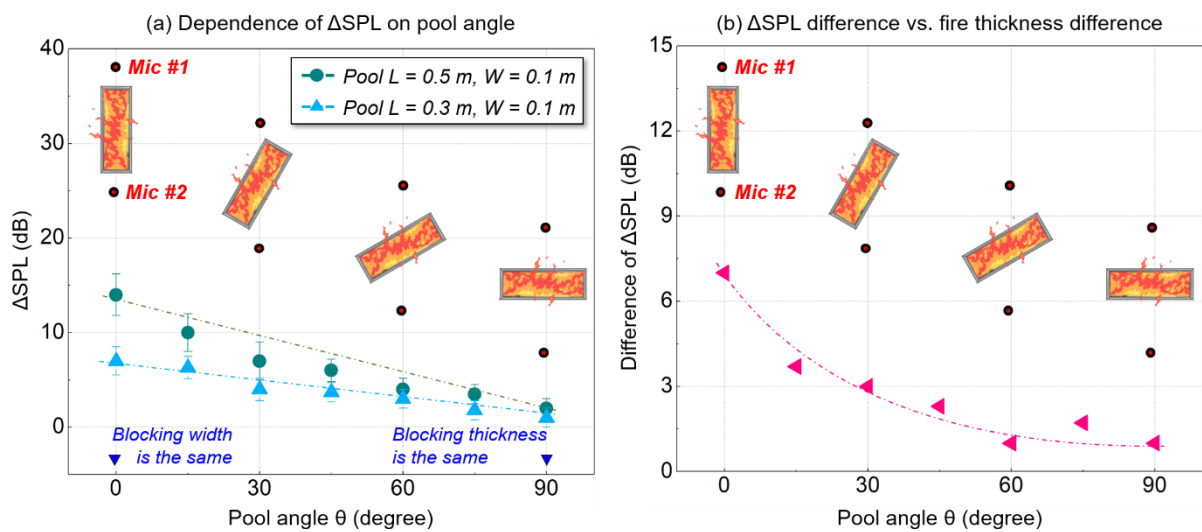 (a) Dependence of ΔSPL on pool angle
40
30
20
10
0
ΔSPL (dB)
Mic #1
Mic #2
Pool L = 0.5 m, W = 0.1 m
Pool L = 0.3 m, W = 0.1 m
Blocking width
is the same
Blocking thickness
is the same
0
30
60
90
Pool angle θ (degree)
(b) ΔSPL difference vs. fire thickness difference
15
12
9
6
3
0
Difference of ΔSPL (dB)
Mic #1
Mic #2
0
30
60
90
Pool angle θ (degree)